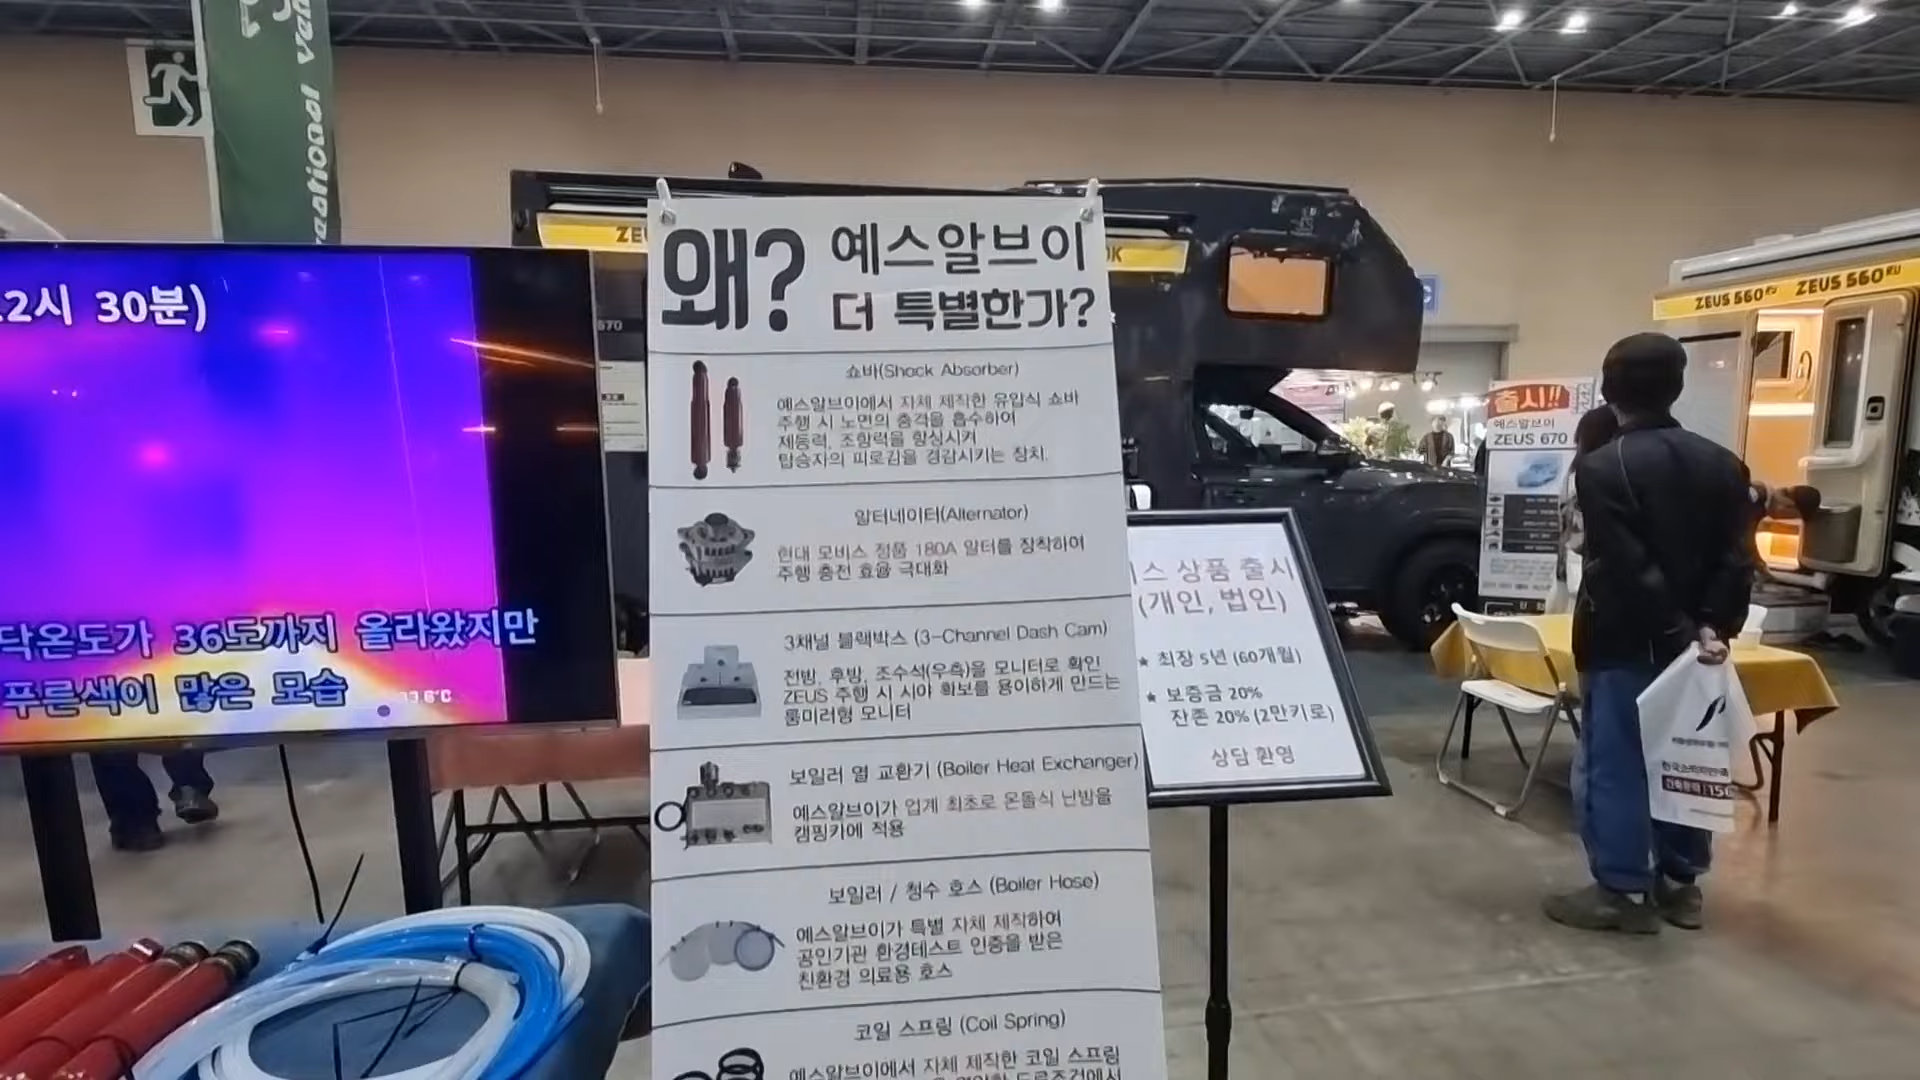 2시 30분)
닥온도가 36도까지 올라왔지만
푸른색이 많은 모습
왜?
예스알브이
더 특별한가?
쇼바(Shock Absorber)
예스알브이에서 자체 제작한 유압식 쇼바
주행 시 노면의 충격을 흡수하여
제동력, 조향력을 향상시켜
탑승자의 피로감을 경감시키는 장치.
알터네이터(Alternator)
현대 모비스 정품 180A 알터를 장착하여
주행 충전 효율 극대화
3채널 블랙박스 (3-Channel Dash Cam)
전방, 후방, 조수석(우측)을 모니터로 확인
ZEUS 주행 시 시야 확보를 용이하게 만드는
룸미러형 모니터
보일러 열 교환기 (Boiler Heat Exchanger)
예스알브이가 업계 최초로 온돌식 난방을
캠핑카에 적용
보일러 / 청수 호스 (Boiler Hose)
예스알브이가 특별 자체 제작하여
공인기관 환경테스트 인증을 받은
친환경 의료용 호스
코일 스프링 (Coil Spring)
예스알브이에서 자체 제작한 코일 스프링
스 상품 출시
(개인, 법인)
★ 최장 5년 (60개월)
★ 보증금 20%
잔존 20% (2만키로)
상담 환영
출시!!
예스알브이
ZEUS 670
ZEUS 560RU ZEUS 560RU